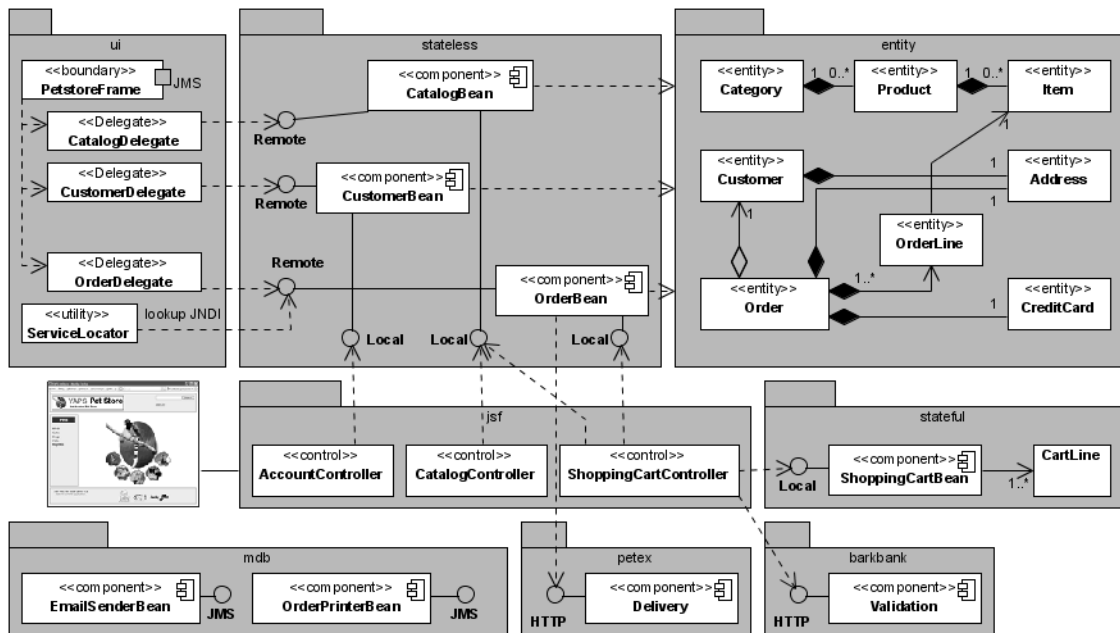 ui
<<boundary>>
PetstoreFrame
JMS
<<Delegate>>
CatalogDelegate
<<Delegate>>
CustomerDelegate
<<Delegate>>
OrderDelegate
<<utility>>
ServiceLocator
lookup JNDI
stateless
<<component>>
CatalogBean
Remote
<<component>>
CustomerBean
Remote
Remote
<<component>>
OrderBean
Local
Local
Local
entity
<<entity>>
Category
1 0..*
<<entity>>
Product
1 0..*
<<entity>>
Item
1
<<entity>>
Customer
1
<<entity>>
Address
1
1
<<entity>>
OrderLine
<<entity>>
Order
1..*
1
<<entity>>
CreditCard
YAPS Pet Store
jsf
<<control>>
AccountController
<<control>>
CatalogController
<<control>>
ShoppingCartController
stateful
Local
<<component>>
ShoppingCartBean
1..*
CartLine
mdb
<<component>>
EmailSenderBean
JMS
<<component>>
OrderPrinterBean
JMS
petex
HTTP
<<component>>
Delivery
barkbank
HTTP
<<component>>
Validation